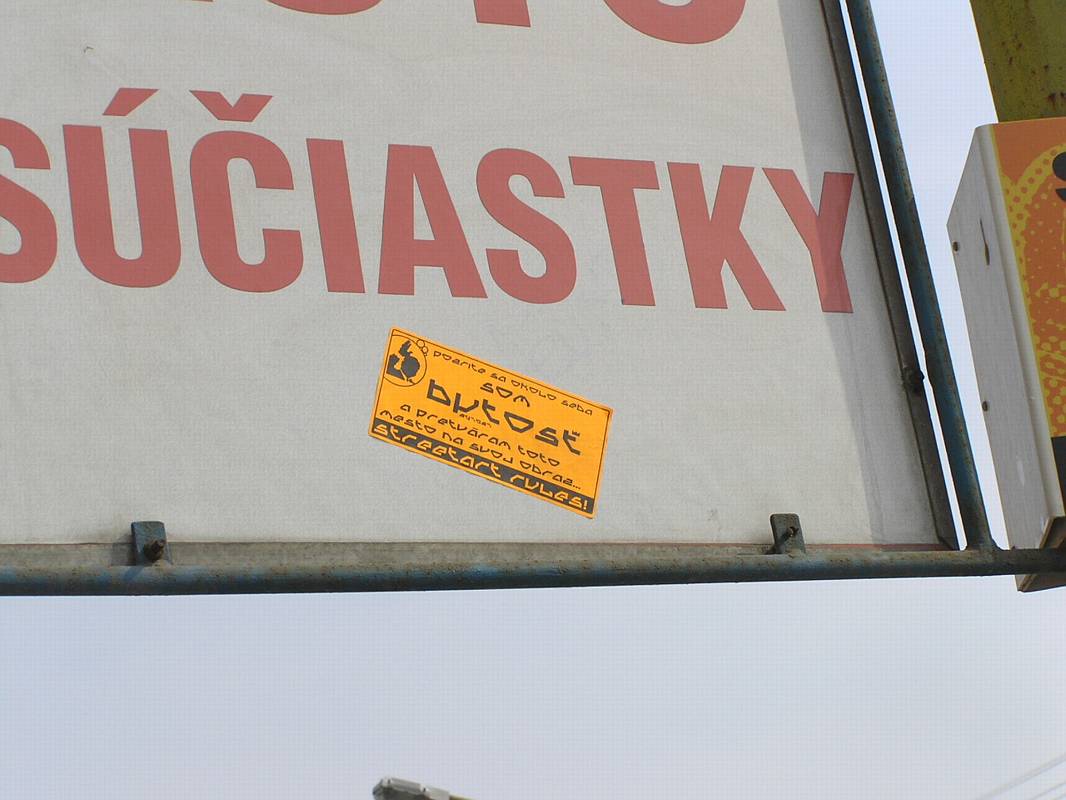 SÚČIASTKY
pozrite sa okolo seba
som
bytosť
a pretváram toto
mesto na svoj obraz...
streetart rules!